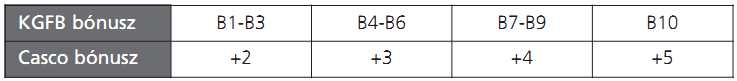 KGFB bónusz B1-B3 B4-B6 B7-B9 B10
Casco bónusz +2 +3 +4 +5